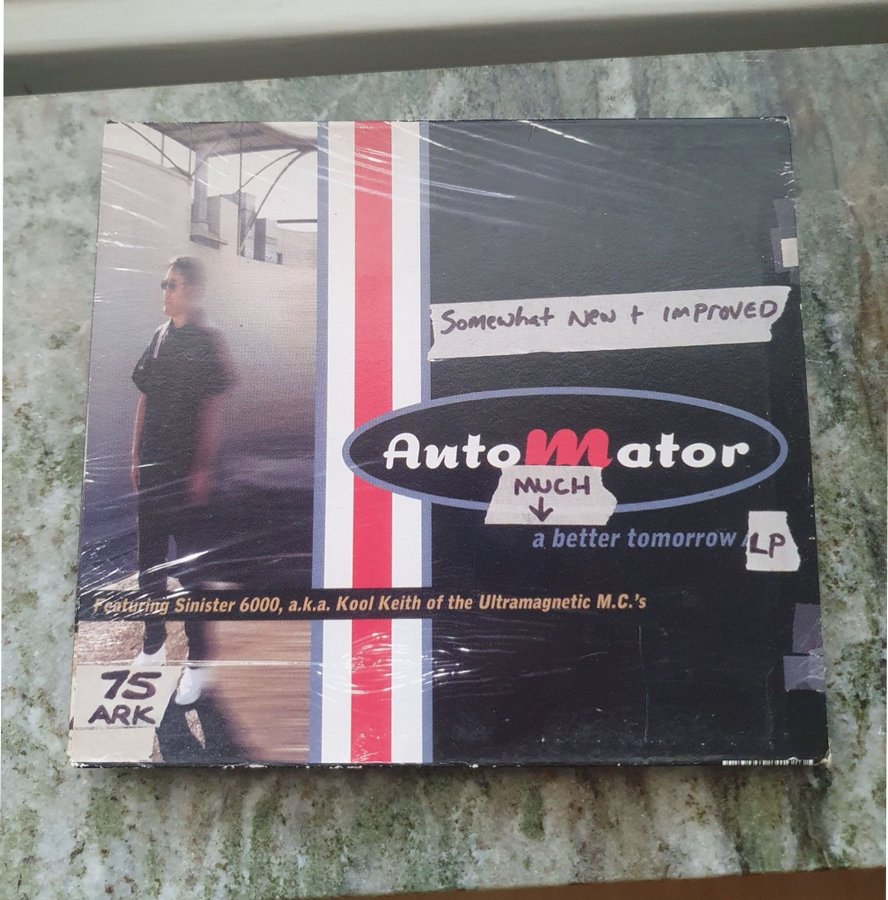 Somewhat New + IMPROVED
AutoMator
MUCH
↓
a better tomorrow / LP
Featuring Sinister 6000, a.k.a. Kool Keith of the Ultramagnetic M.C.'s
75
ARK